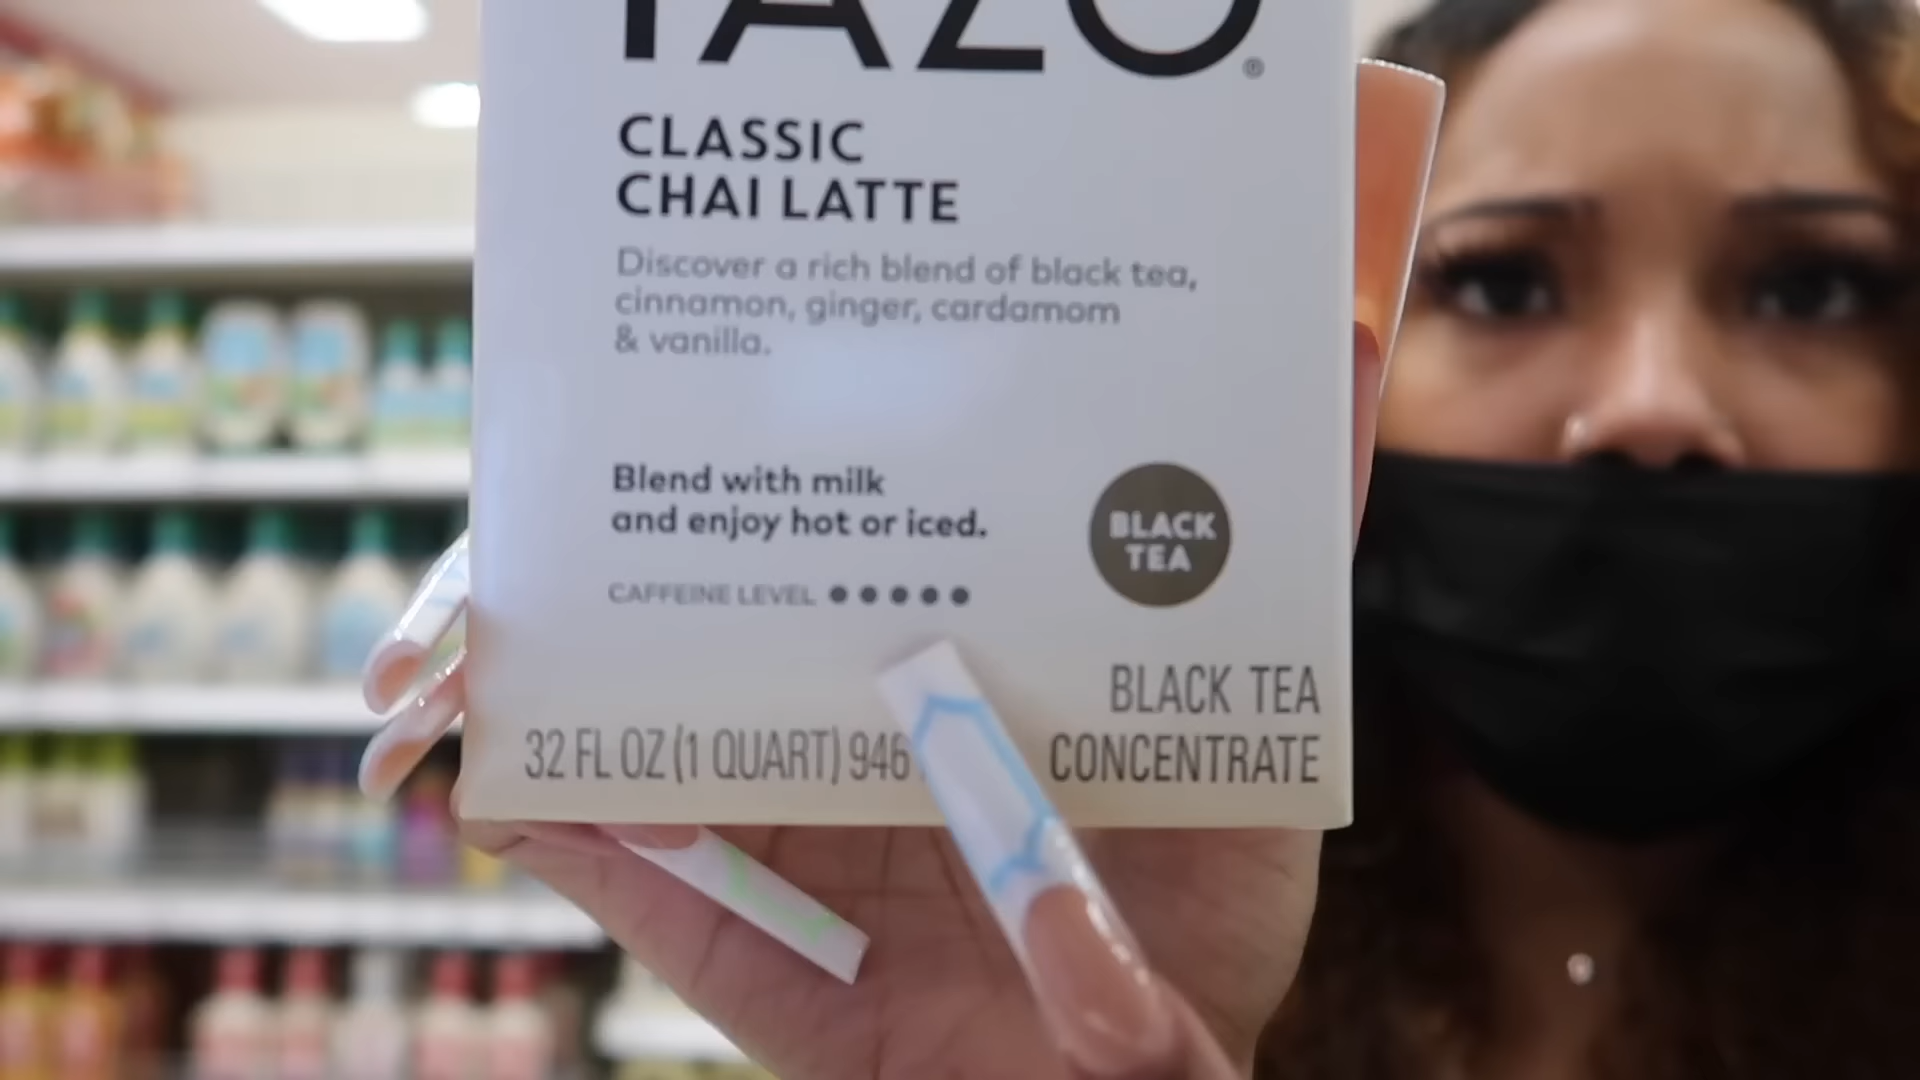 TAZO®
CLASSIC
CHAI LATTE
Discover a rich blend of black tea,
cinnamon, ginger, cardamom
& vanilla.
Blend with milk
and enjoy hot or iced.
BLACK
TEA
CAFFEINE LEVEL
BLACK TEA
CONCENTRATE
32 FL OZ (1 QUART) 946